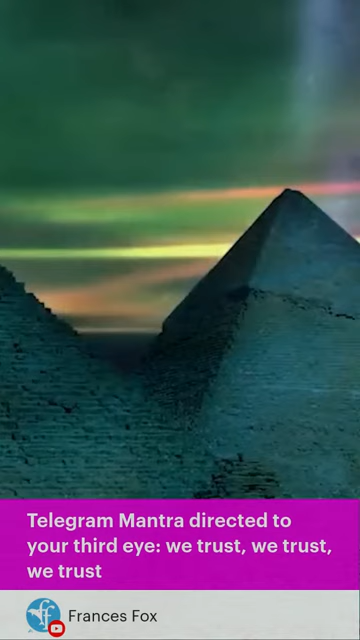 Telegram Mantra directed to
your third eye: we trust, we trust,
we trust
Frances Fox